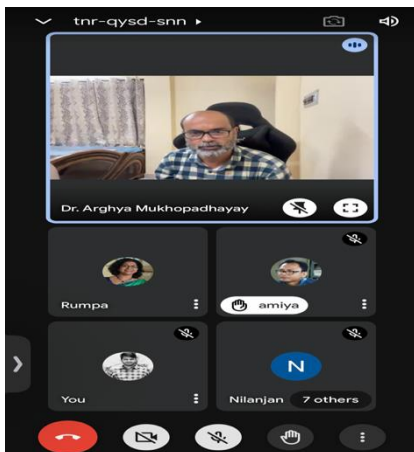 tnr-qysd-snn
Dr. Arghya Mukhopadhayay
Rumpa
amiya
You
N
Nilanjan 7 others